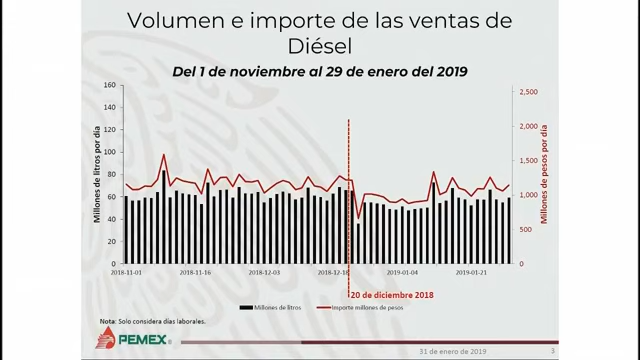 Volumen e importe de las ventas de
Diésel
Del 1 de noviembre al 29 de enero del 2019
160
140
120
100
80
60
40
20
0
Millones de litros por día
2,500
2,000
1,500
1,000
500
0
Millones de pesos por día
2018-11-01
2018-11-16
2018-12-03
2018-12-18
2019-01-04
2019-01-21
20 de diciembre 2018
Millones de litros
Importe millones de pesos
Nota: Solo considera días laborales.
PEMEX
31 de enero de 2019
3